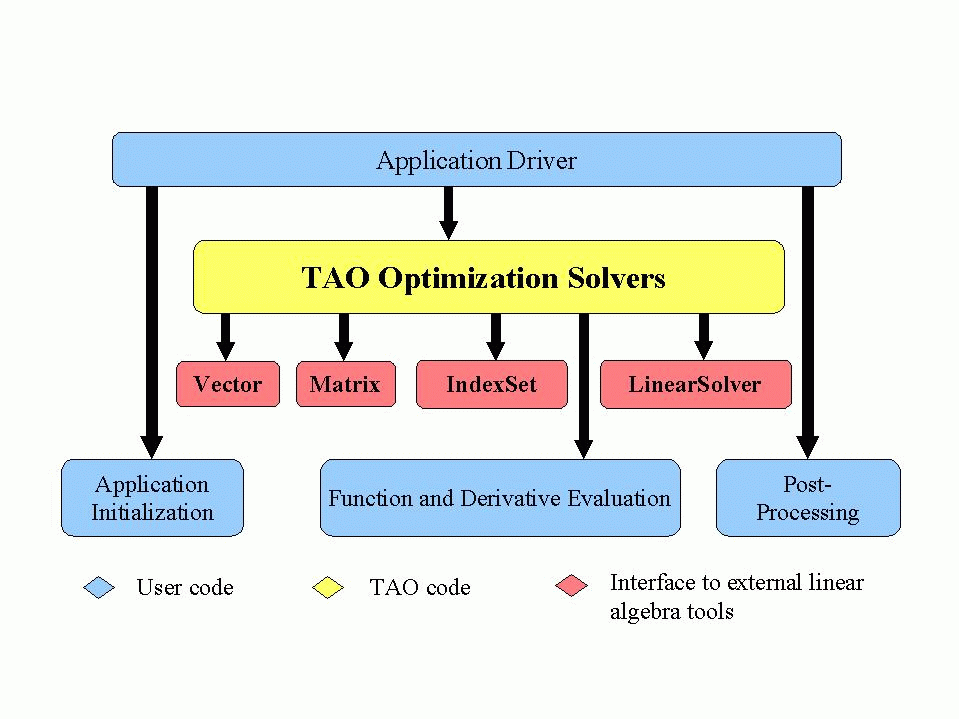 Application Driver
TAO Optimization Solvers
Vector
Matrix
IndexSet
LinearSolver
Application
Initialization
Function and Derivative Evaluation
Post-
Processing
User code
TAO code
Interface to external linear
algebra tools